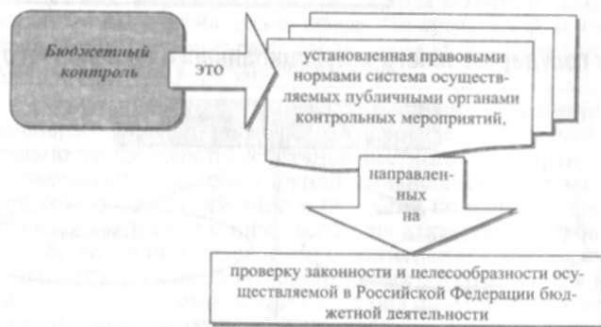 Бюджетный
контроль
это
установленная правовыми
нормами система осуществ-
ляемых публичными органами
контрольных мероприятий,
направлен-
ных
на
проверку законности и целесообразности осу-
ществляемой в Российской Федерации бюд-
жетной деятельности